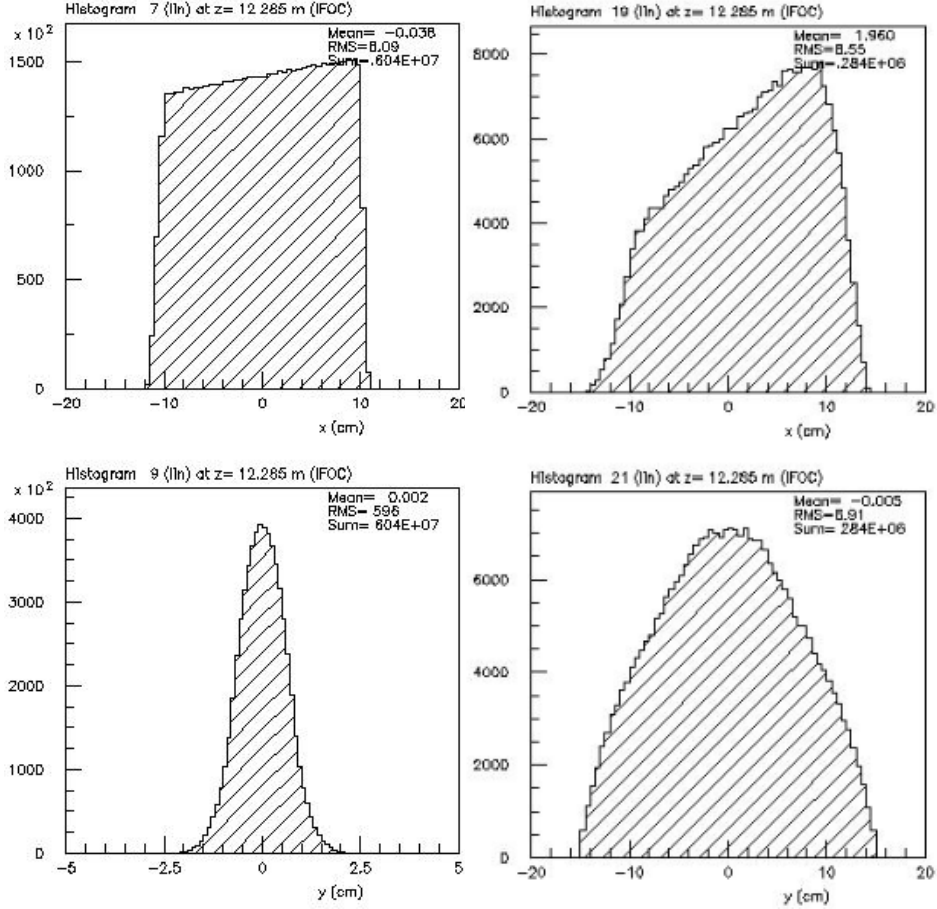 Histogram 7 (lin) at z= 12.285 m (IFOC)
× 10²
Mean= -0.038
RMS=6.09
Sum=.604E+07
1500
1000
500
0
-20 -10 0 10 20
x (cm)
Histogram 19 (lin) at z= 12.285 m (IFOC)
Mean= 1.960
RMS=6.55
Sum=.284E+06
8000
6000
4000
2000
0
-20 -10 0 10 20
x (cm)
Histogram 9 (lin) at z= 12.285 m (IFOC)
× 10²
Mean= 0.002
RMS= 596
Sum= 604E+07
4000
3000
2000
1000
0
-5 -2.5 0 2.5 5
y (cm)
Histogram 21 (lin) at z= 12.285 m (IFOC)
Mean= -0.005
RMS=6.91
Sum= 284E+06
6000
4000
2000
0
-20 -10 0 10 20
y (cm)